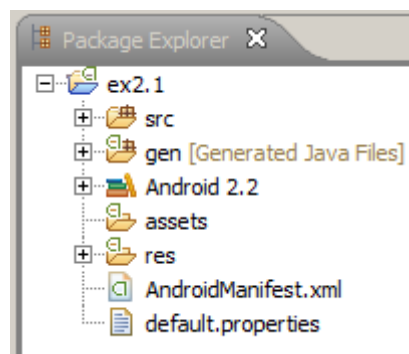 Package Explorer
ex2.1
src
gen [Generated Java Files]
Android 2.2
assets
res
AndroidManifest.xml
default.properties